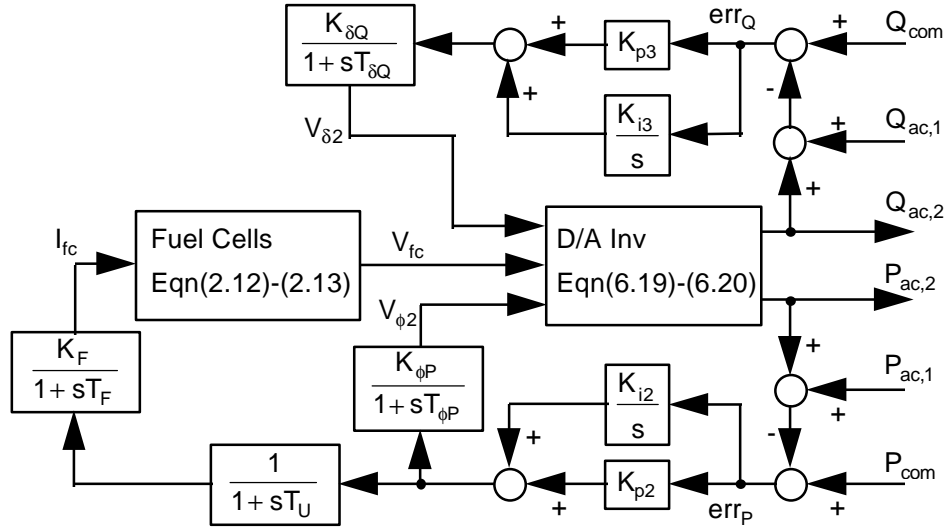 K_δQ
1 + sT_δQ
+
K_p3
err_Q
+
Q_com
+
K_i3
s
-
+
Q_ac,1
V_δ2
+
I_fc
Fuel Cells
Eqn(2.12)-(2.13)
V_fc
D/A Inv
Eqn(6.19)-(6.20)
Q_ac,2
P_ac,2
V_ϕ2
K_F
1 + sT_F
K_ϕP
1 + sT_ϕP
K_i2
s
+
P_ac,1
+
+
-
1
1 + sT_U
+
K_p2
err_P
+
P_com